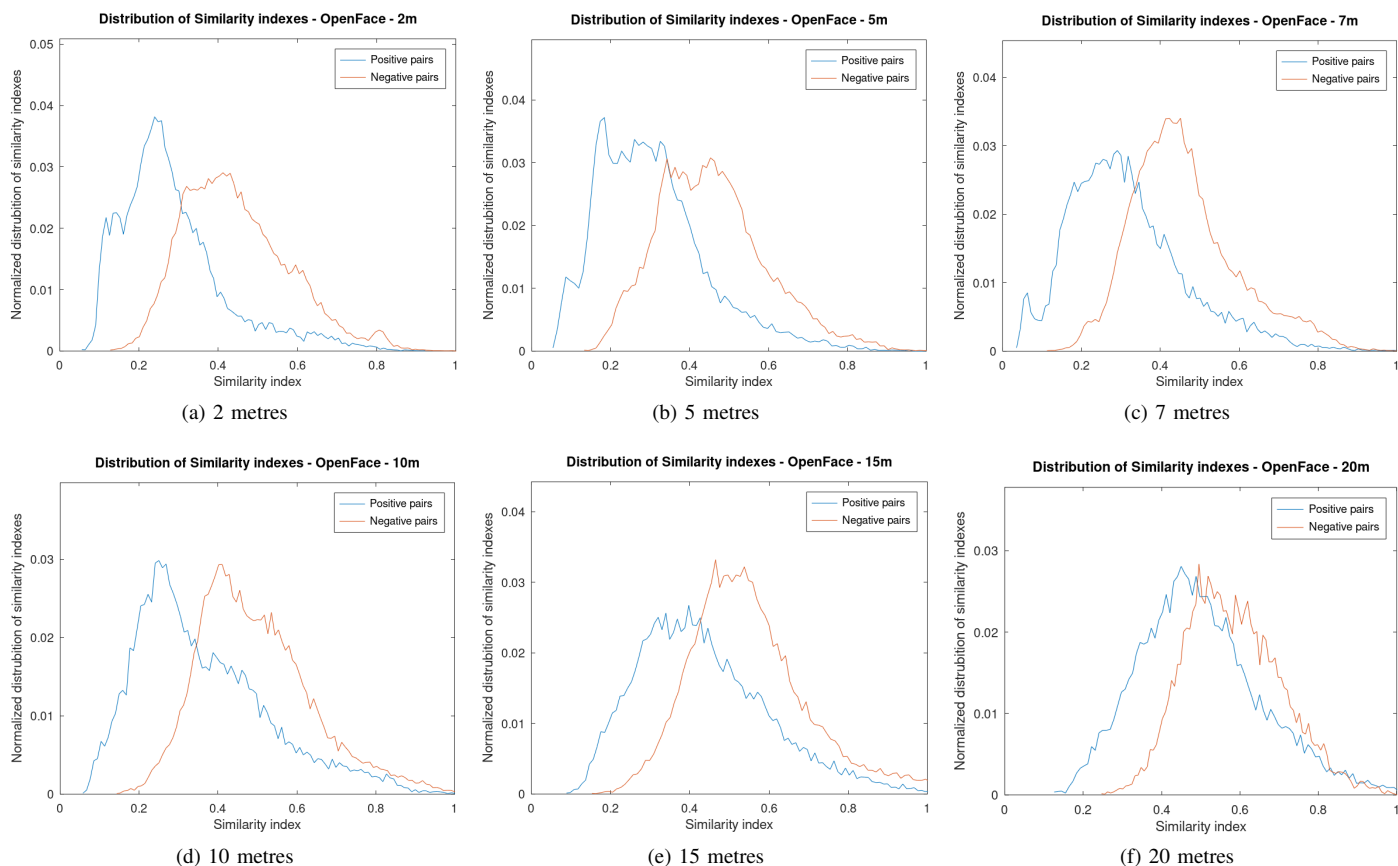 Distribution of Similarity indexes - OpenFace - 2m
Normalized distrubition of similarity indexes
0.05
0.04
0.03
0.02
0.01
0
0 0.2 0.4 0.6 0.8 1
Similarity index
Positive pairs
Negative pairs
(a) 2 metres
Distribution of Similarity indexes - OpenFace - 5m
Normalized distrubition of similarity indexes
0.04
0.03
0.02
0.01
0
0 0.2 0.4 0.6 0.8 1
Similarity index
Positive pairs
Negative pairs
(b) 5 metres
Distribution of Similarity indexes - OpenFace - 7m
Normalized distrubition of similarity indexes
0.04
0.03
0.02
0.01
0
0 0.2 0.4 0.6 0.8 1
Similarity index
Positive pairs
Negative pairs
(c) 7 metres
Distribution of Similarity indexes - OpenFace - 10m
Normalized distrubition of similarity indexes
0.03
0.02
0.01
0
0 0.2 0.4 0.6 0.8 1
Similarity index
Positive pairs
Negative pairs
(d) 10 metres
Distribution of Similarity indexes - OpenFace - 15m
Normalized distrubition of similarity indexes
0.04
0.03
0.02
0.01
0
0 0.2 0.4 0.6 0.8 1
Similarity index
Positive pairs
Negative pairs
(e) 15 metres
Distribution of Similarity indexes - OpenFace - 20m
Normalized distrubition of similarity indexes
0.03
0.02
0.01
0
0 0.2 0.4 0.6 0.8 1
Similarity index
Positive pairs
Negative pairs
(f) 20 metres